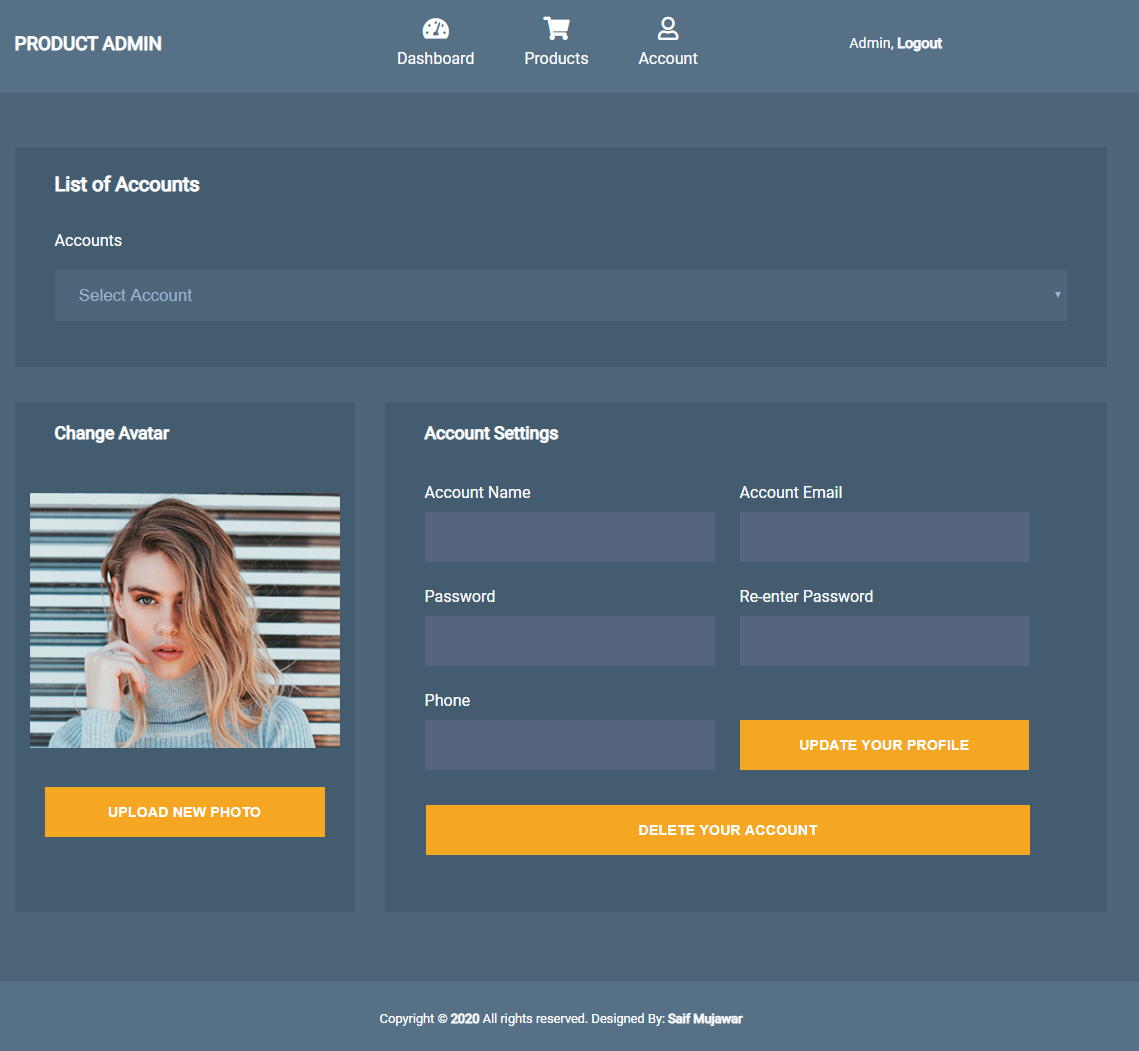 PRODUCT ADMIN
Dashboard
Products
Account
Admin, Logout
List of Accounts
Accounts
Select Account
Change Avatar
UPLOAD NEW PHOTO
Account Settings
Account Name
Account Email
Password
Re-enter Password
Phone
UPDATE YOUR PROFILE
DELETE YOUR ACCOUNT
Copyright © 2020 All rights reserved. Designed By: Saif Mujawar